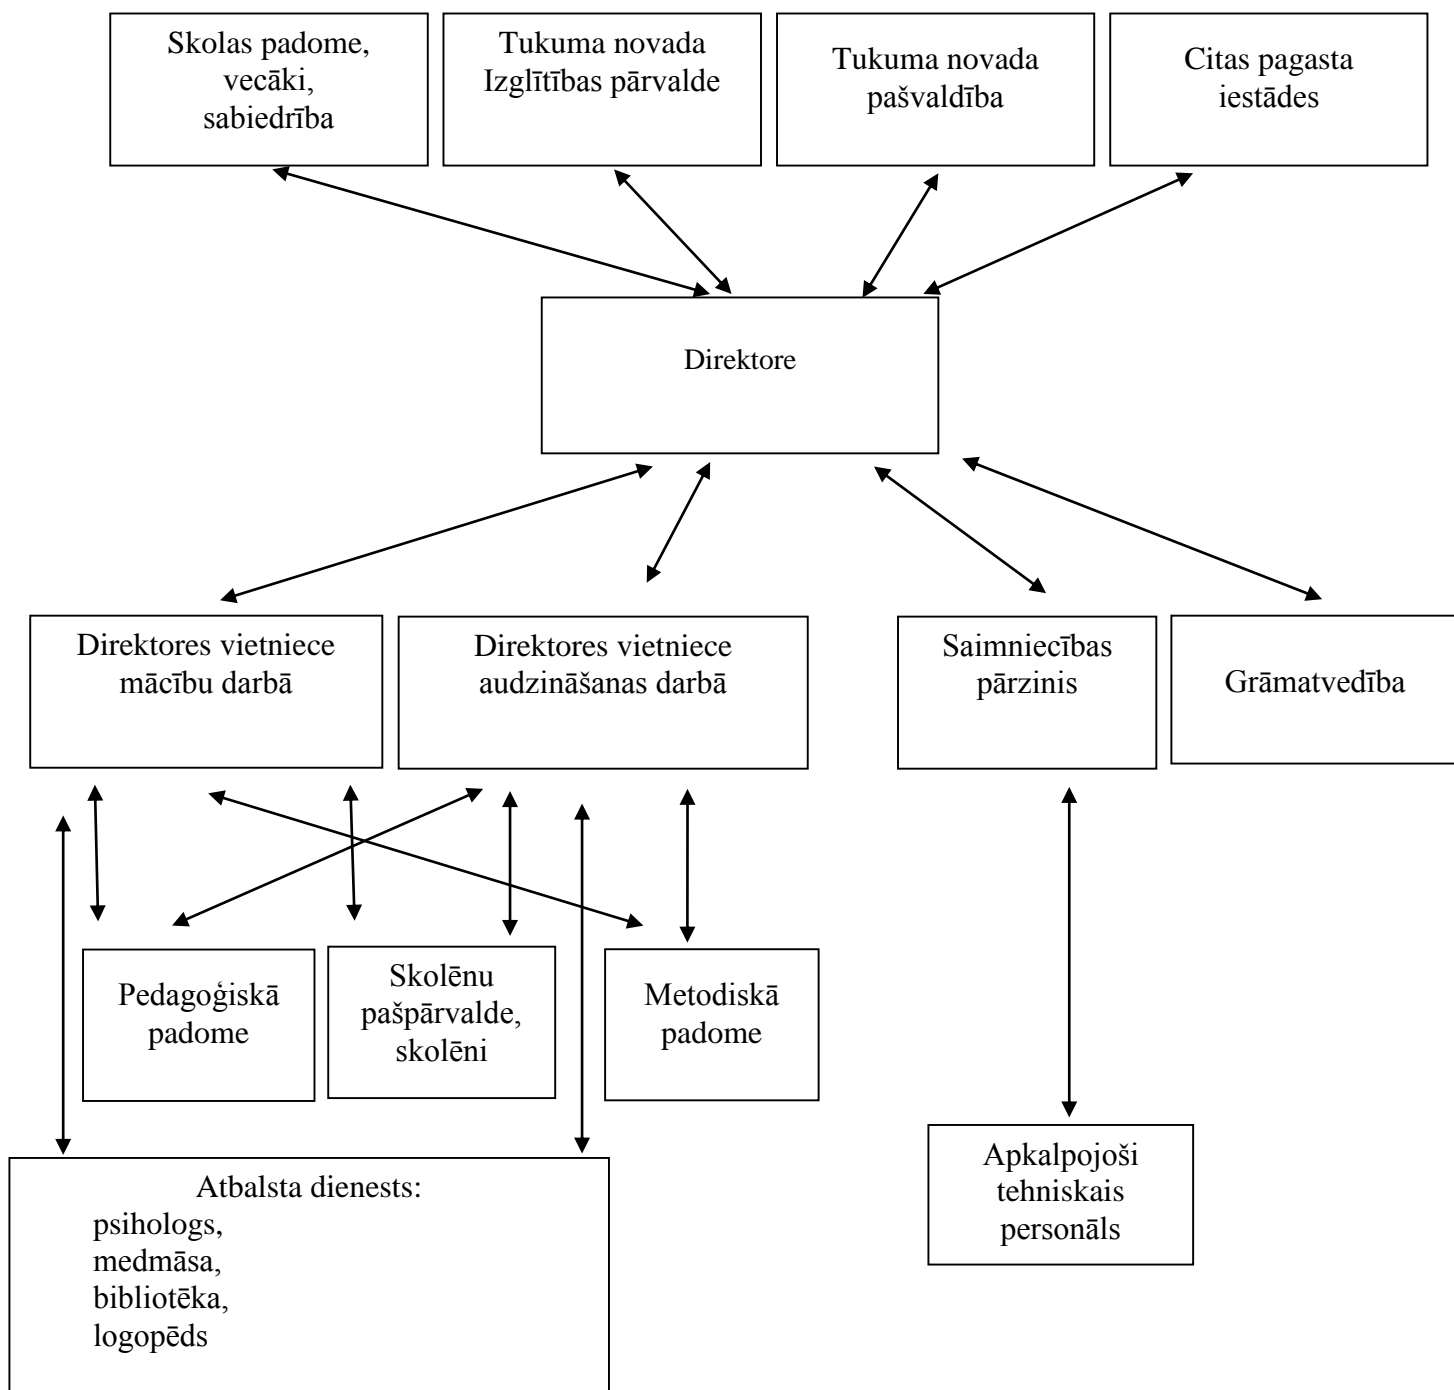 Skolas padome,
vecāki,
sabiedrība
Tukuma novada
Izglītības pārvalde
Tukuma novada
pašvaldība
Citas pagasta
iestādes
Direktore
Direktores vietniece
mācību darbā
Direktores vietniece
audzināšanas darbā
Saimniecības
pārzinis
Grāmatvedība
Pedagoģiskā
padome
Skolēnu
pašpārvalde,
skolēni
Metodiskā
padome
Atbalsta dienests:
psihologs,
medmāsa,
bibliotēka,
logopēds
Apkalpojoši
tehniskais
personāls